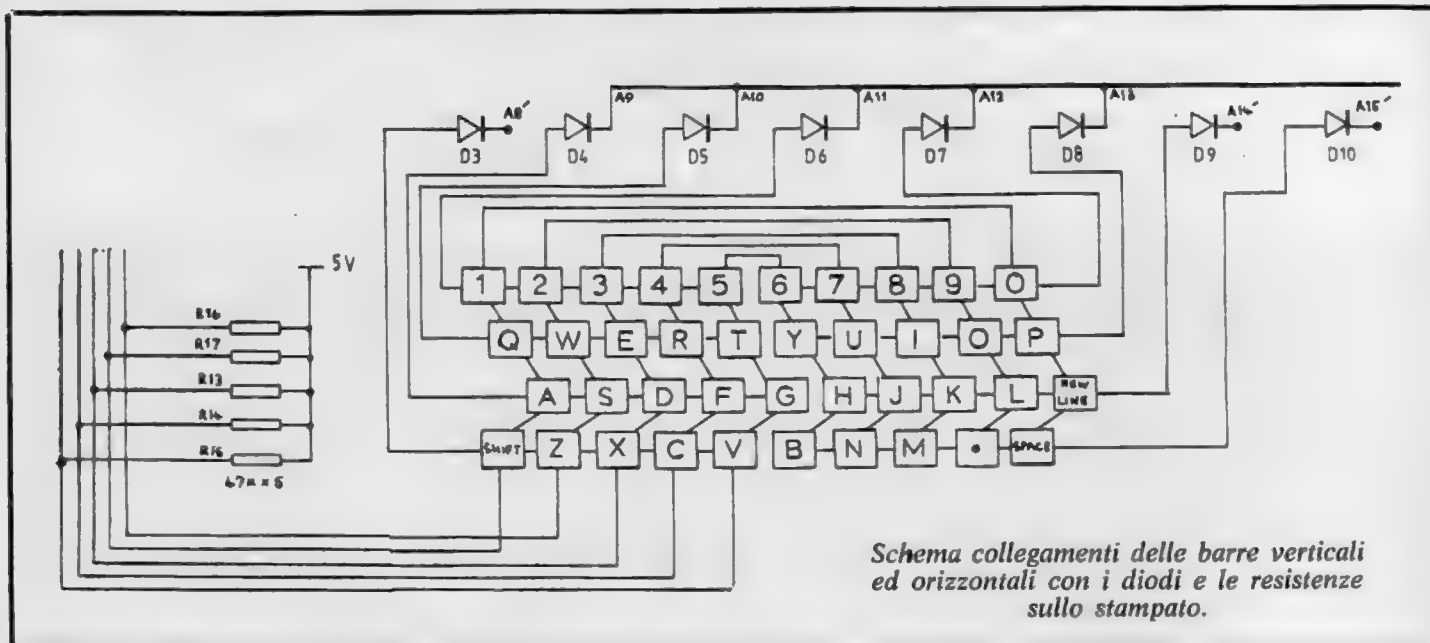 A8' A9 A10 A11 A12 A13 A14' A15'
D3 D4 D5 D6 D7 D8 D9 D10
5V
1 2 3 4 5 6 7 8 9 0
R16
Q W E R T Y U I O P
R17
R13
A S D F G H J K L NEW LINE
R14
SHIFT Z X C V B N M . SPACE
R15
47K x 5
Schema collegamenti delle barre verticali
ed orizzontali con i diodi e le resistenze
sullo stampato.